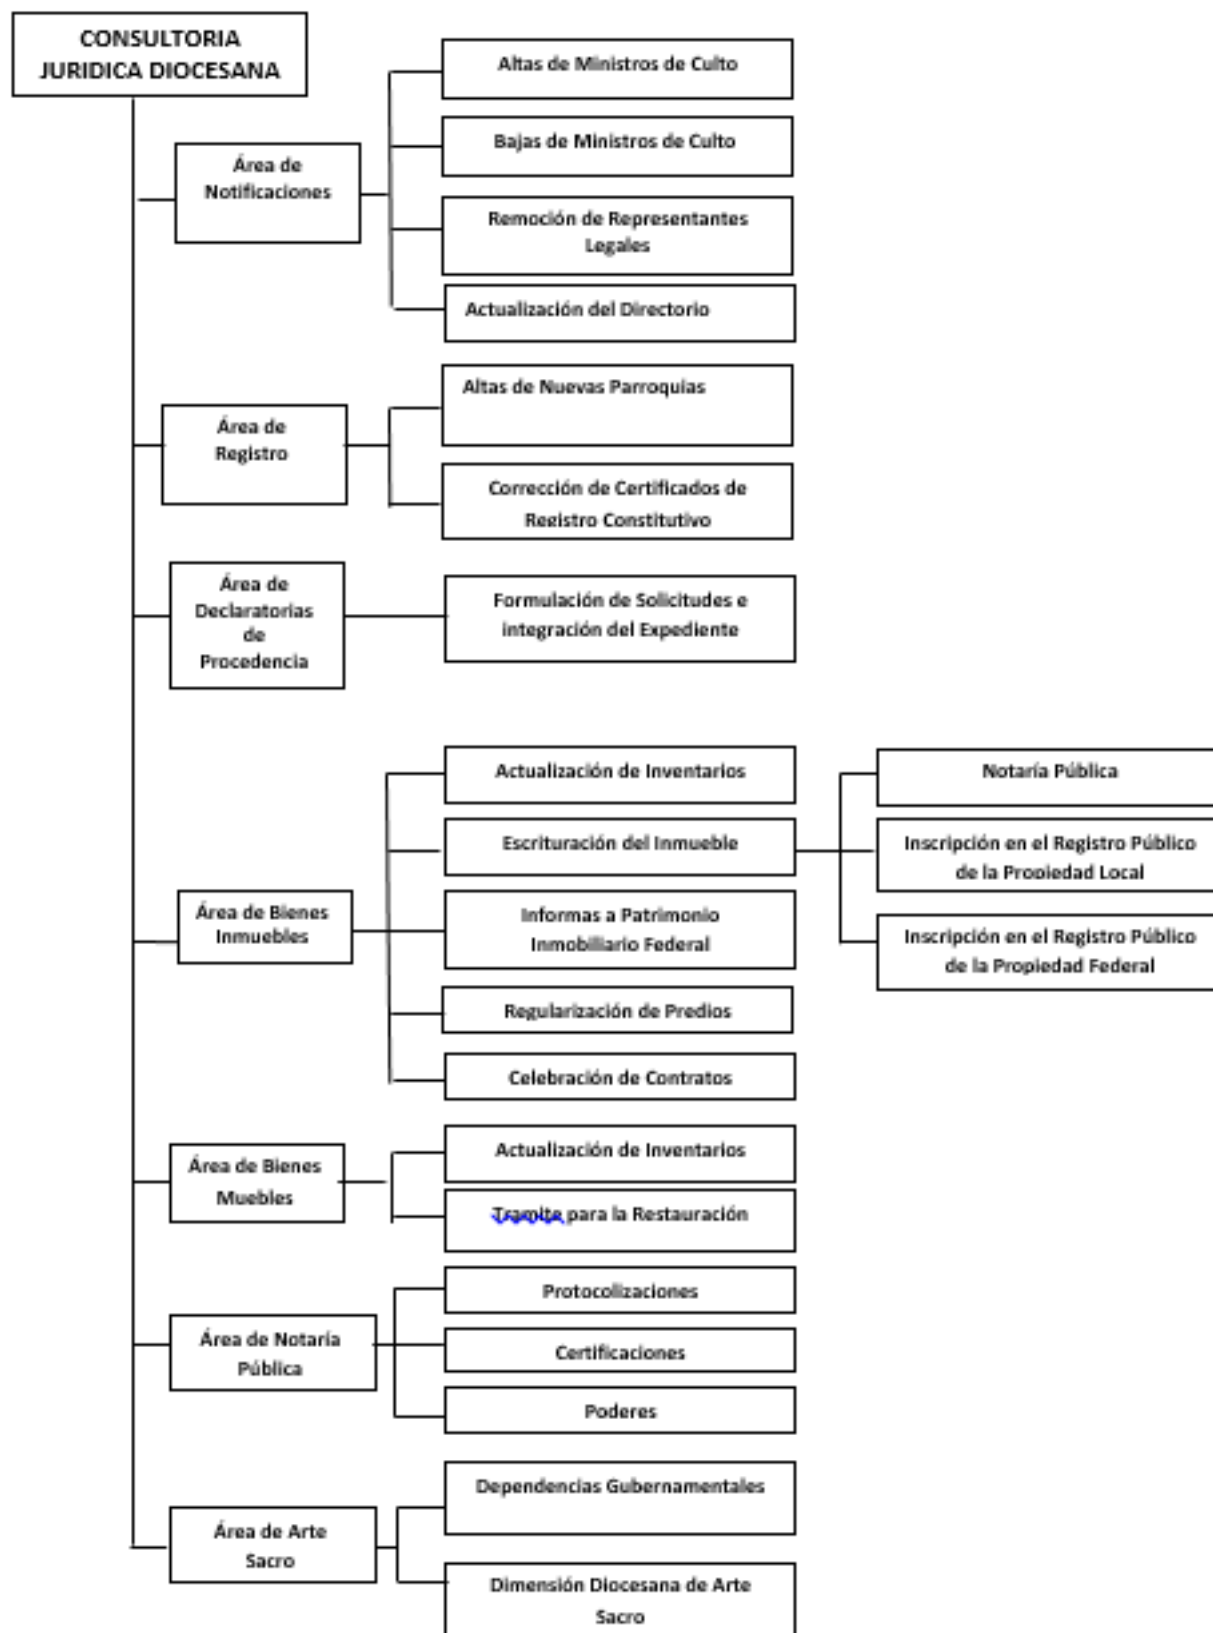 CONSULTORIA
JURIDICA DIOCESANA
Área de
Notificaciones
Altas de Ministros de Culto
Bajas de Ministros de Culto
Remoción de Representantes
Legales
Actualización del Directorio
Área de
Registro
Altas de Nuevas Parroquias
Corrección de Certificados de
Registro Constitutivo
Área de
Declaratorias
de
Procedencia
Formulación de Solicitudes e
integración del Expediente
Área de Bienes
Inmuebles
Actualización de Inventarios
Escrituración del Inmueble
Notaría Pública
Inscripción en el Registro Público
de la Propiedad Local
Inscripción en el Registro Público
de la Propiedad Federal
Informas a Patrimonio
Inmobiliario Federal
Regularización de Predios
Celebración de Contratos
Área de Bienes
Muebles
Actualización de Inventarios
Tramite para la Restauración
Área de Notaría
Pública
Protocolizaciones
Certificaciones
Poderes
Área de Arte
Sacro
Dependencias Gubernamentales
Dimensión Diocesana de Arte
Sacro